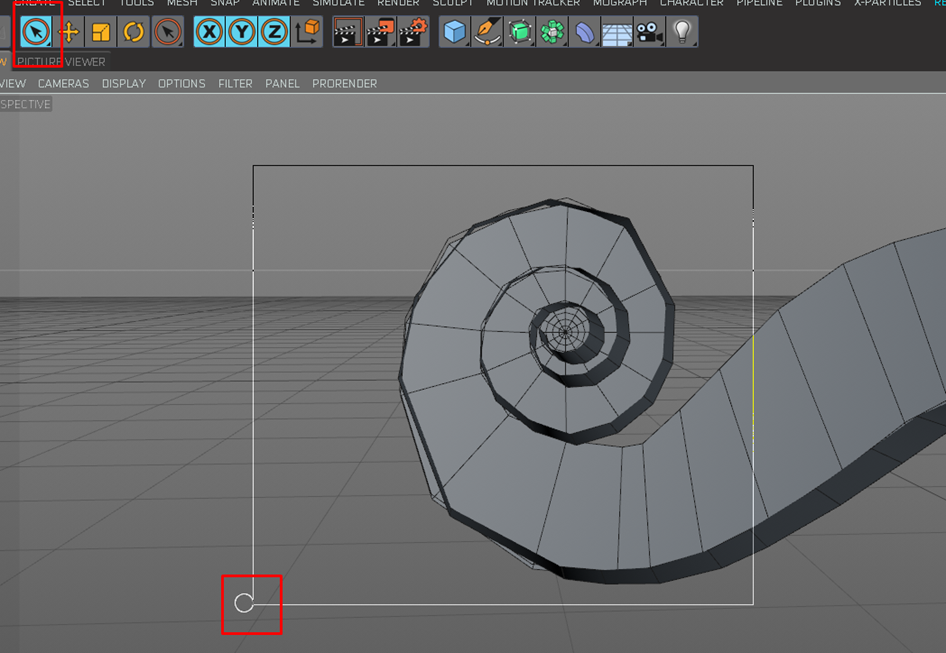 CREATE SELECT TOOLS MESH SNAP ANIMATE SIMULATE RENDER SCULPT MOTION TRACKER MOGRAPH CHARACTER PIPELINE PLUGINS X-PARTICLES RE
X Y Z
W PICTURE VIEWER
VIEW CAMERAS DISPLAY OPTIONS FILTER PANEL PRORENDER
SPECTIVE